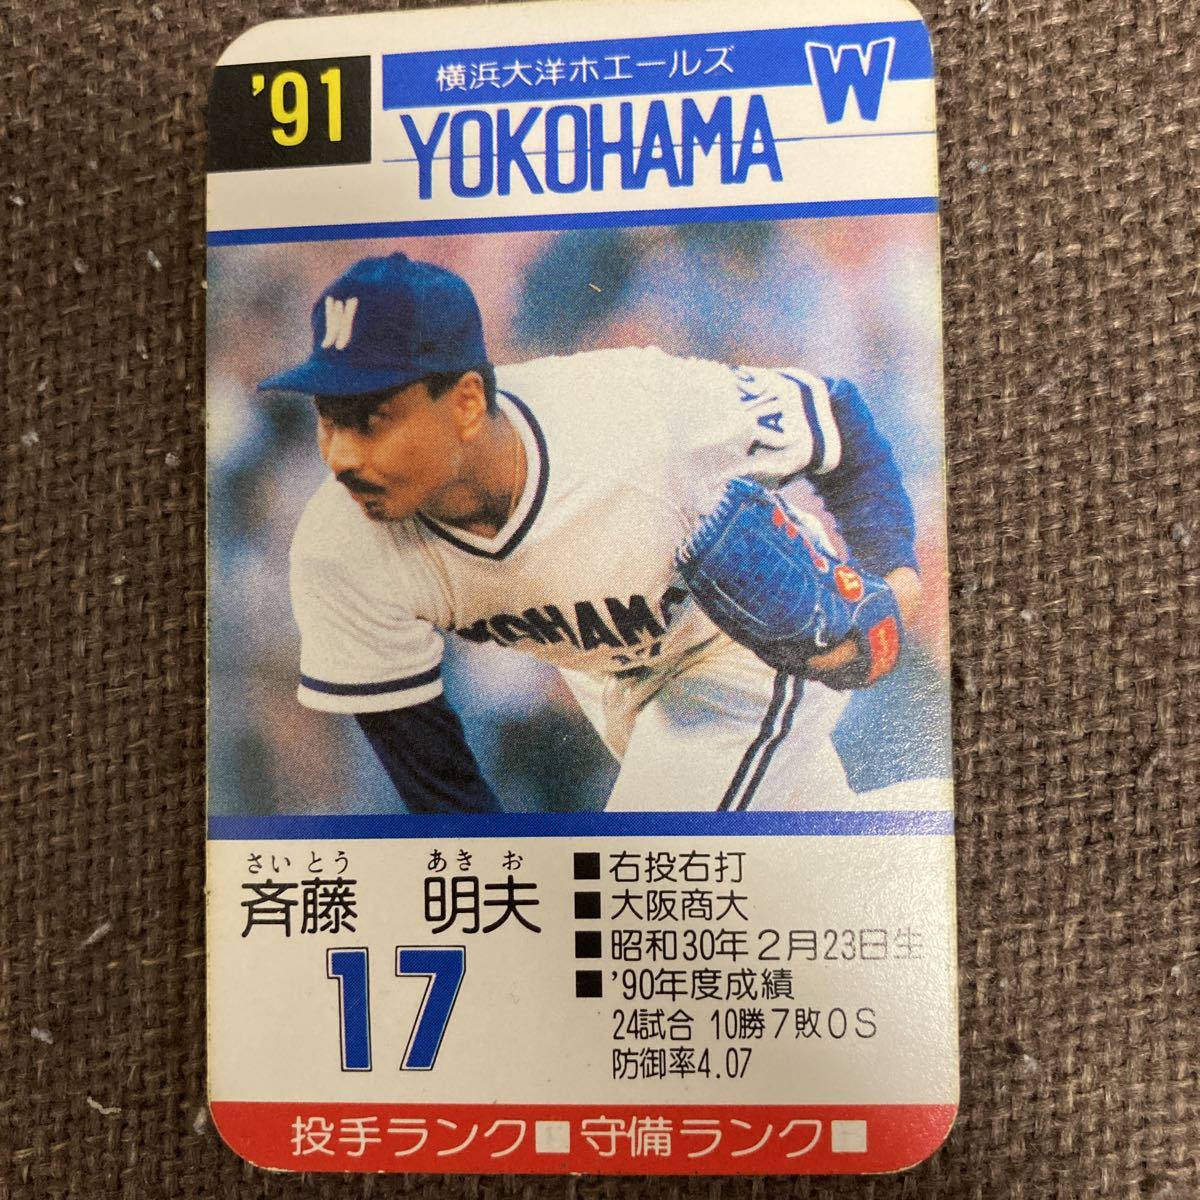 '91
横浜大洋ホエールズ
W
YOKOHAMA
W
TAIY
KOHAMA
17
さいとう あきお
斉藤 明夫
17
■右投右打
■大阪商大
■昭和30年2月23日生
■'90年度成績
24試合 10勝7敗0S
防御率4.07
投手ランク 守備ランク